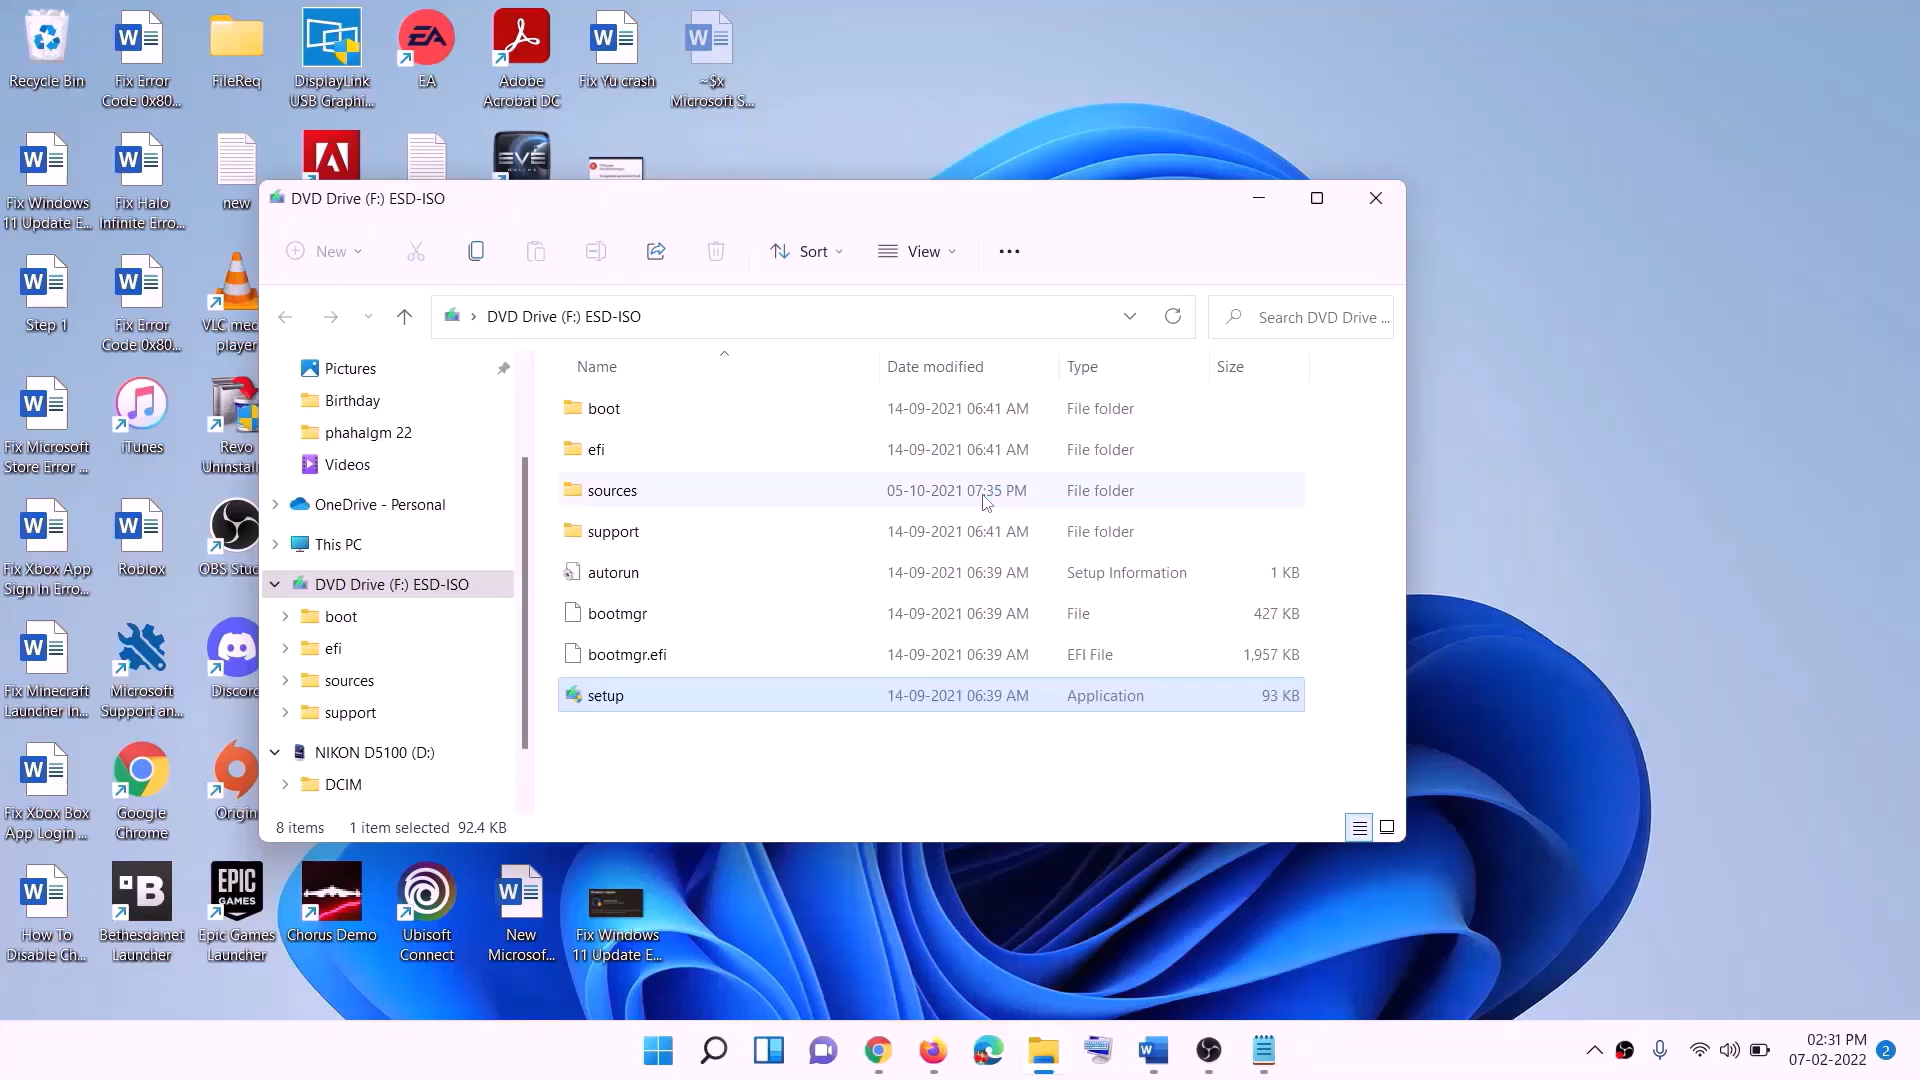 Recycle Bin
Fix Error
Code 0x80...
FileReq
DisplayLink
USB Graphi...
EA
Adobe
Acrobat DC
Fix Yu crash
~$x
Microsoft S...
Fix Windows
11 Update E...
Fix Halo
Infinite Erro...
new
EVE
ONLINE
Step 1
Fix Error
Code 0x80...
VLC med
player
Fix Microsoft
Store Error ...
iTunes
Revo
Uninstall
Fix Xbox App
Sign In Erro...
Roblox
OBS Stud
Fix Minecraft
Launcher In...
Microsoft
Support an...
Discord
Fix Xbox Box
App Login ...
Google
Chrome
Origin
How To
Disable Ch...
Bethesda.net
Launcher
EPIC
GAMES
Epic Games
Launcher
Chorus Demo
Ubisoft
Connect
New
Microsof...
Fix Windows
11 Update E...
DVD Drive (F:) ESD-ISO
New
Sort
View
DVD Drive (F:) ESD-ISO
Search DVD Drive ...
Pictures
Birthday
phahalgm 22
Videos
OneDrive - Personal
This PC
DVD Drive (F:) ESD-ISO
boot
efi
sources
support
NIKON D5100 (D:)
DCIM
Name Date modified Type Size
boot 14-09-2021 06:41 AM File folder
efi 14-09-2021 06:41 AM File folder
sources 05-10-2021 07:35 PM File folder
support 14-09-2021 06:41 AM File folder
autorun 14-09-2021 06:39 AM Setup Information 1 KB
bootmgr 14-09-2021 06:39 AM File 427 KB
bootmgr.efi 14-09-2021 06:39 AM EFI File 1,957 KB
setup 14-09-2021 06:39 AM Application 93 KB
8 items 1 item selected 92.4 KB
02:31 PM
07-02-2022
2